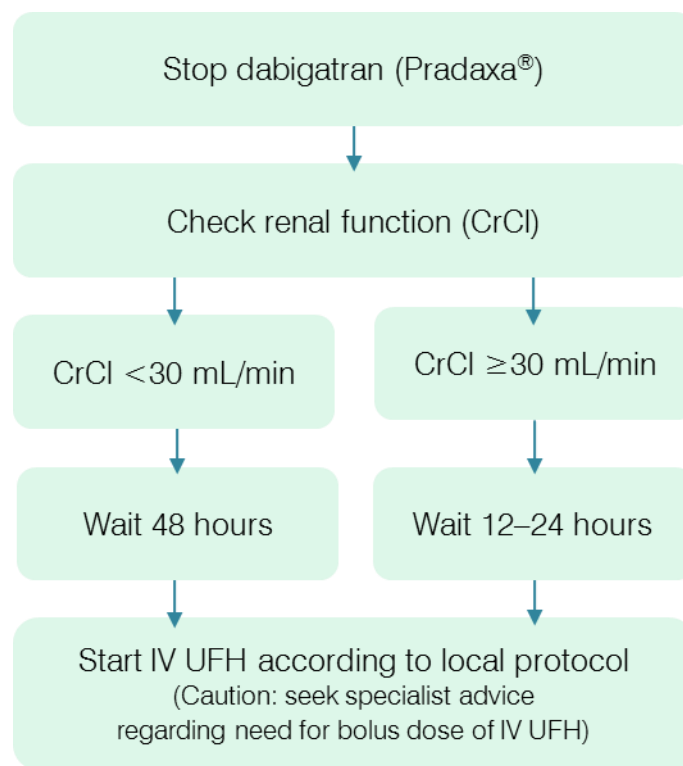 Stop dabigatran (Pradaxa®)
Check renal function (CrCl)
CrCl <30 mL/min
CrCl ≥30 mL/min
Wait 48 hours
Wait 12–24 hours
Start IV UFH according to local protocol
(Caution: seek specialist advice
regarding need for bolus dose of IV UFH)